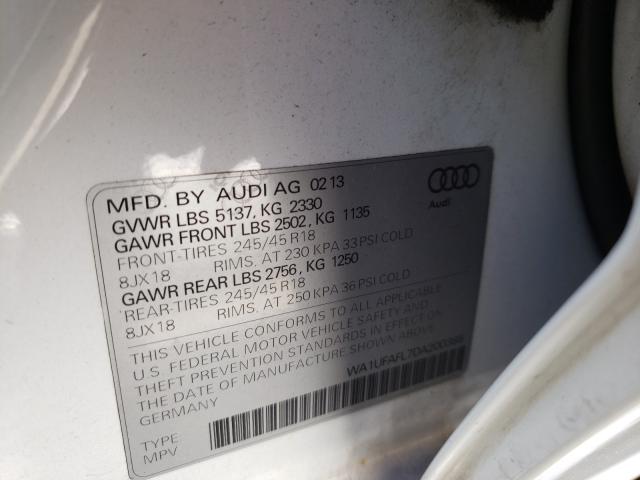 MFD. BY AUDI AG 02 13
GVWR LBS 5137, KG 2330
GAWR FRONT LBS 2502, KG 1135
FRONT-TIRES 245/45 R18
8JX18 RIMS. AT 230 KPA 33 PSI COLD
GAWR REAR LBS 2756, KG 1250
REAR-TIRES 245/45 R18
8JX18 RIMS. AT 250 KPA 36 PSI COLD
THIS VEHICLE CONFORMS TO ALL APPLICABLE
U.S. FEDERAL MOTOR VEHICLE SAFETY AND
THEFT PREVENTION STANDARDS IN EFFECT ON
THE DATE OF MANUFACTURE SHOWN ABOVE.
GERMANY
WA1UFAFL7DA200388
TYPE
MPV
Audi